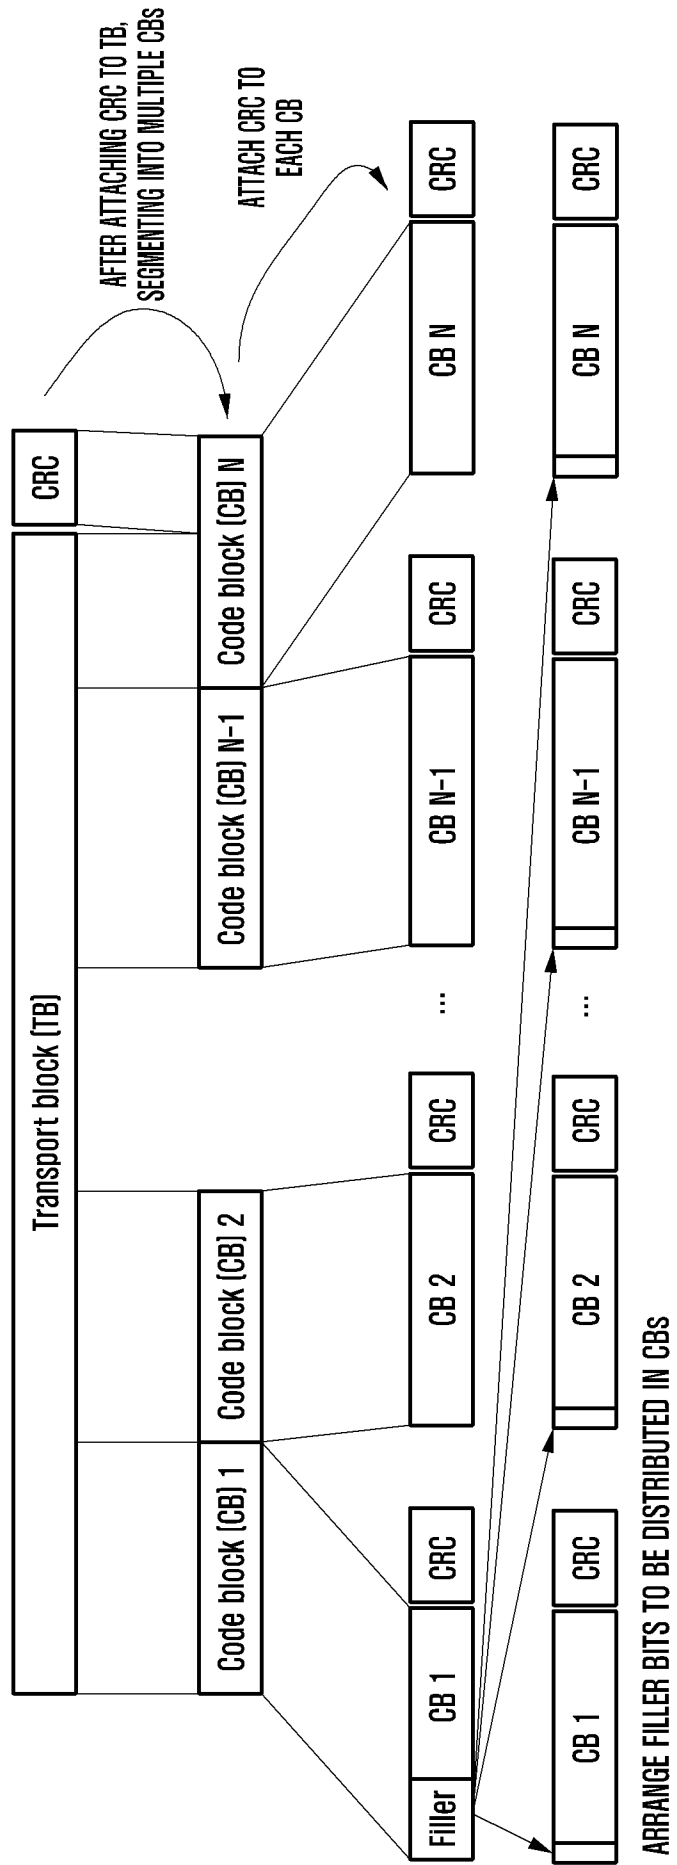 Transport block (TB)
CRC
AFTER ATTACHING CRC TO TB,
SEGMENTING INTO MULTIPLE CBs
Code block (CB) 1
Code block (CB) 2
Code block (CB) N-1
Code block (CB) N
ATTACH CRC TO
EACH CB
Filler
CB 1
CRC
CB 2
CRC
...
CB N-1
CRC
CB N
CRC
CB 1
CRC
CB 2
CRC
...
CB N-1
CRC
CB N
CRC
ARRANGE FILLER BITS TO BE DISTRIBUTED IN CBs